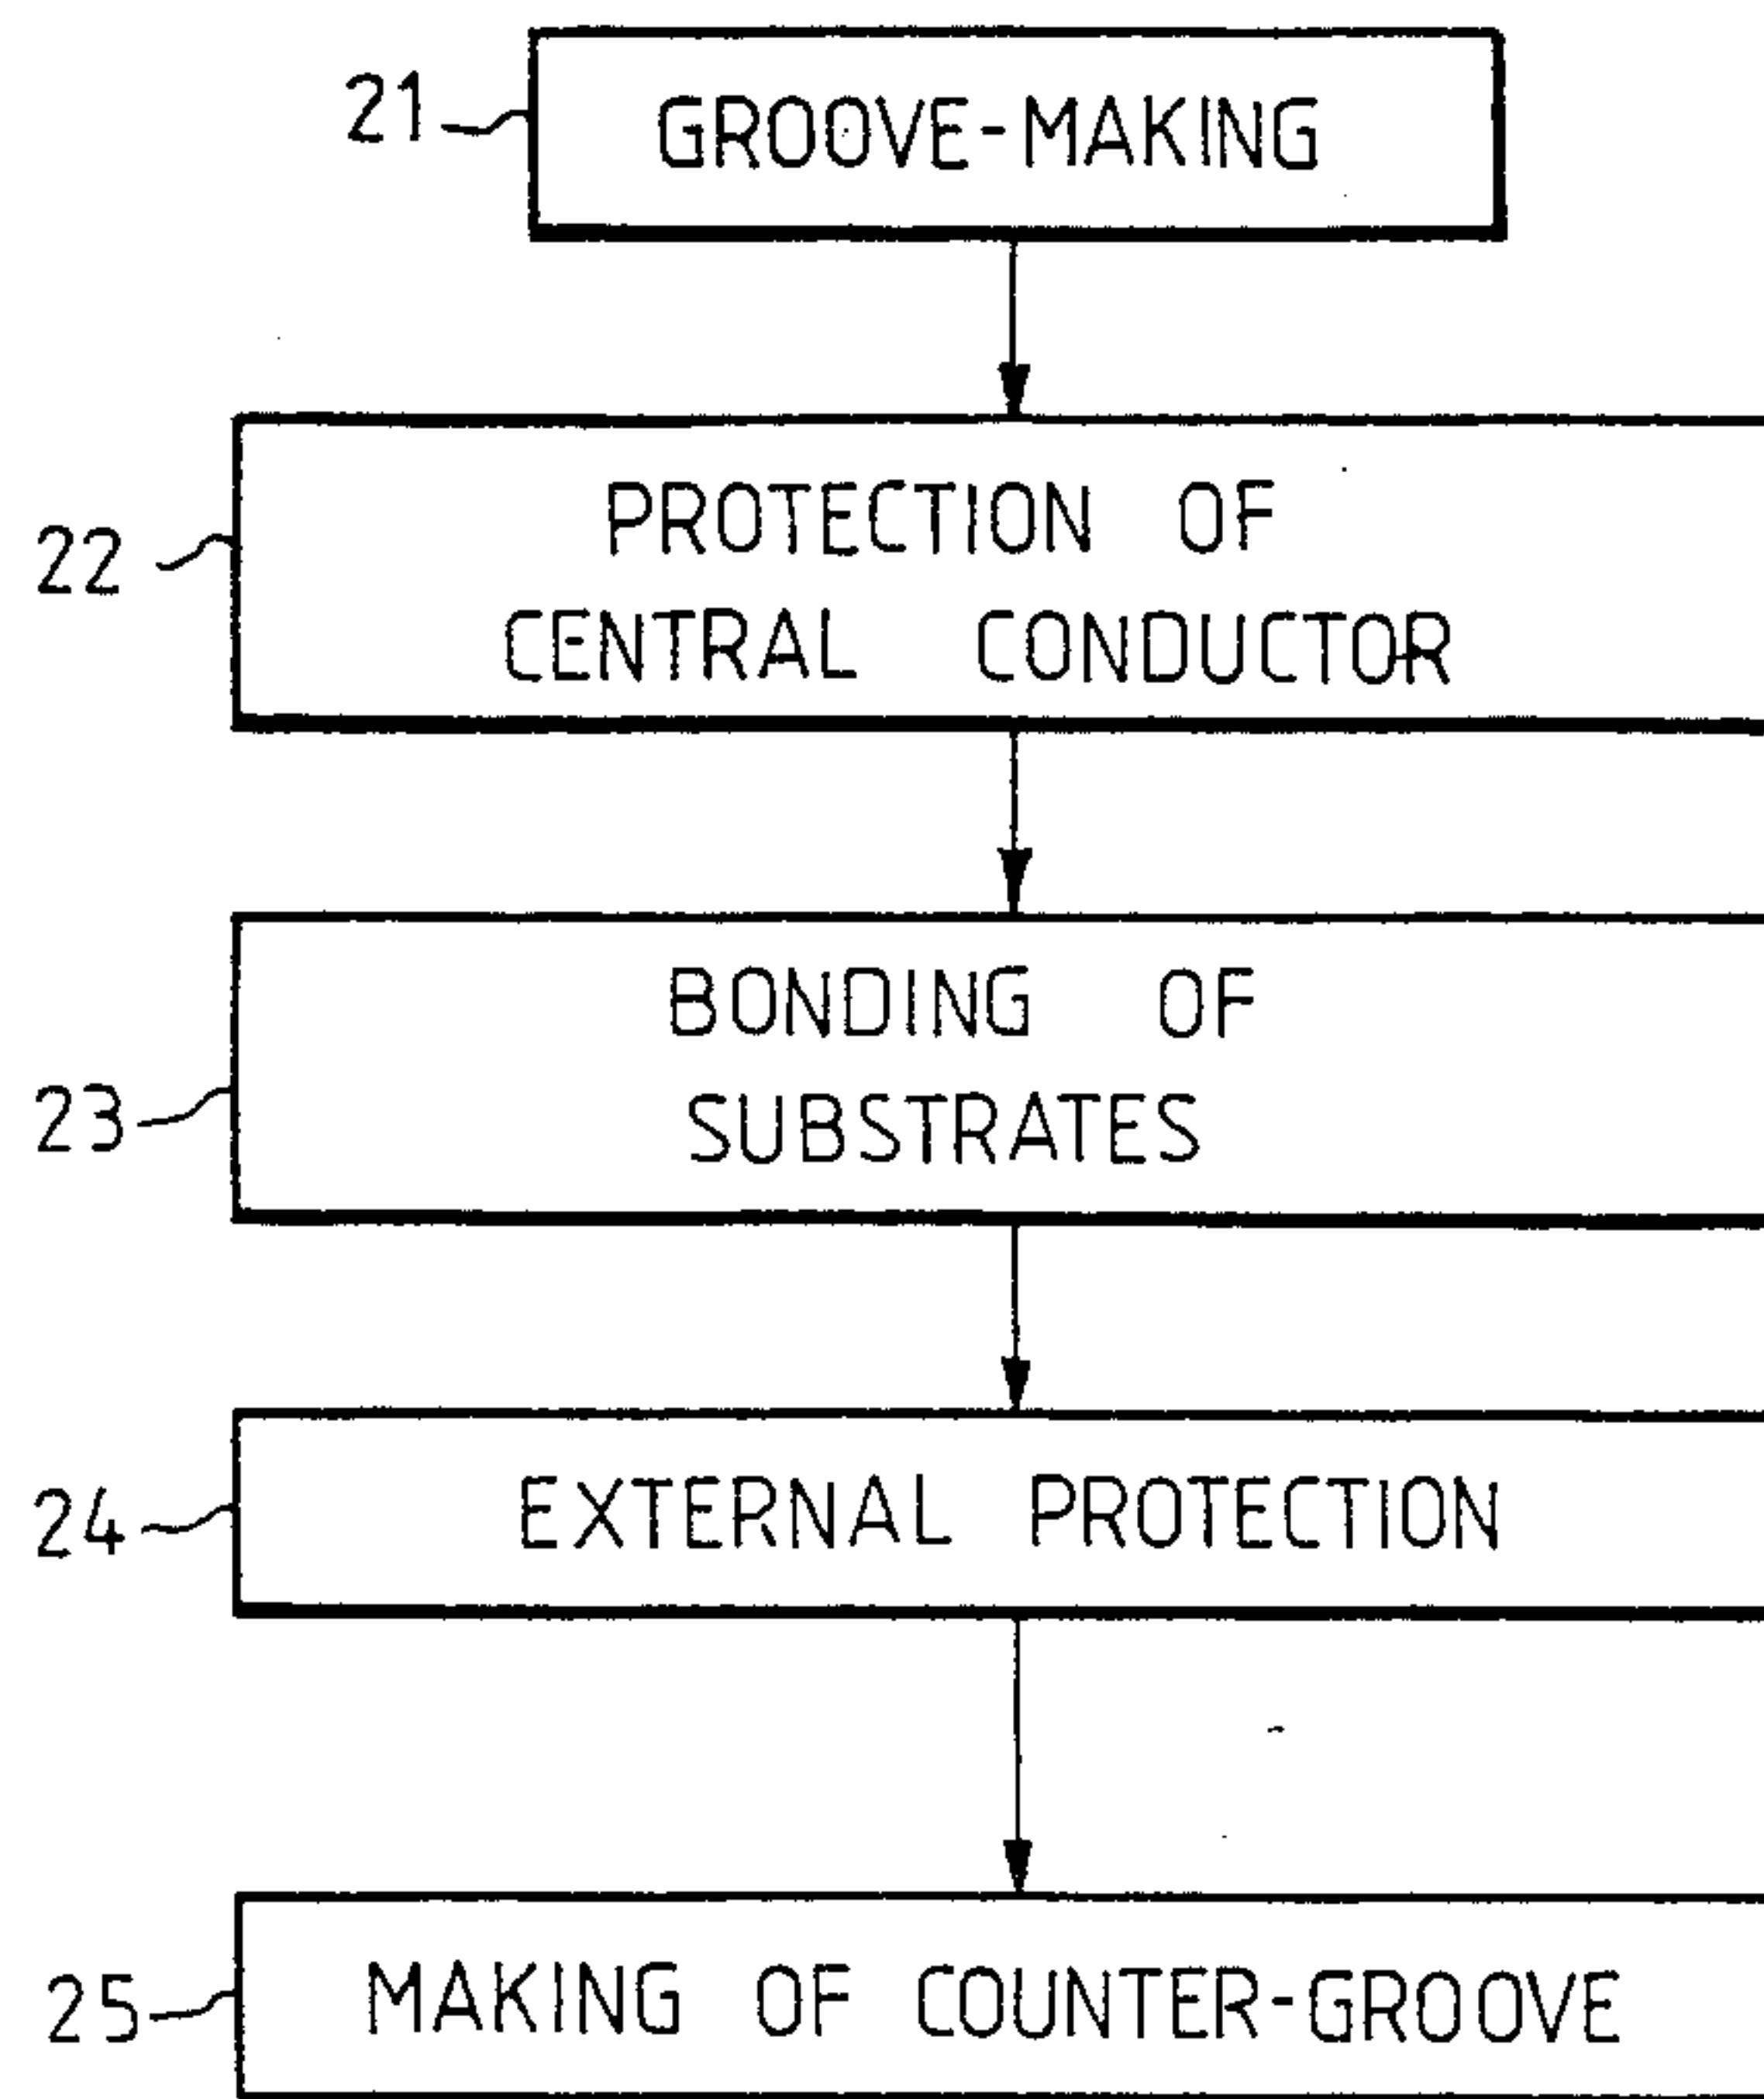 21 GROOVE-MAKING
22 PROTECTION OF
CENTRAL CONDUCTOR
BONDING OF
23 SUBSTRATES
24 EXTERNAL PROTECTION
25 MAKING OF COUNTER-GROOVE